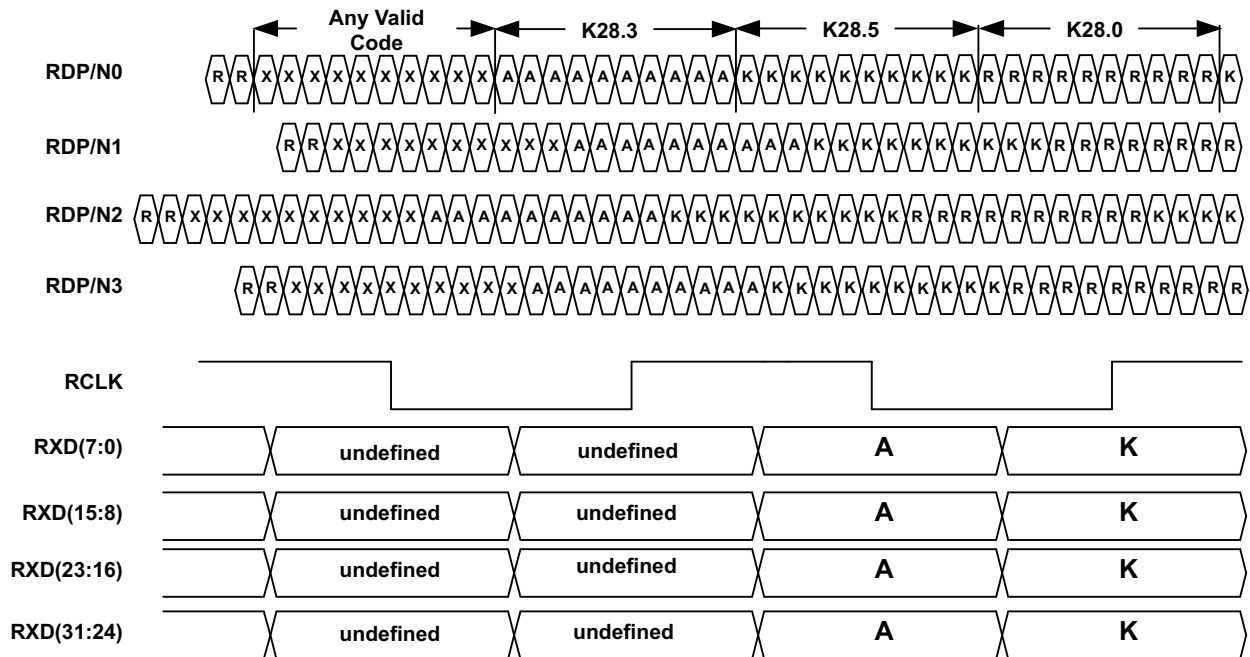 Any Valid
Code
K28.3
K28.5
K28.0
RDP/N0 R R X X X X X X X X X X A A A A A A A A A A K K K K K K K K K K R R R R R R R R R R K
RDP/N1 R R X X X X X X X X X X A A A A A A A A A A K K K K K K K K K K R R R R R R R R
RDP/N2 R R X X X X X X X X X X A A A A A A A A A A K K K K K K K K K K R R R R R R R R R R K K K K
RDP/N3 R R X X X X X X X X X X A A A A A A A A A A K K K K K K K K K K R R R R R R R R R R
RCLK
RXD(7:0) undefined undefined A K
RXD(15:8) undefined undefined A K
RXD(23:16) undefined undefined A K
RXD(31:24) undefined undefined A K